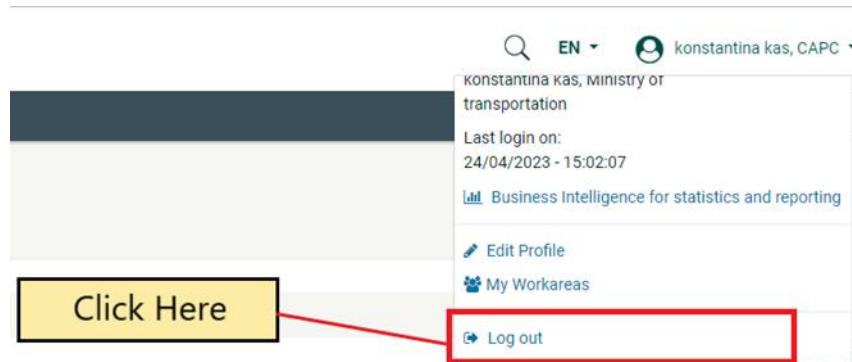 EN konstantina kas, CAPC
konstantina kas, Ministry of
transportation
Last login on:
24/04/2023 - 15:02:07
Business Intelligence for statistics and reporting
Edit Profile
My Workareas
Click Here
Log out